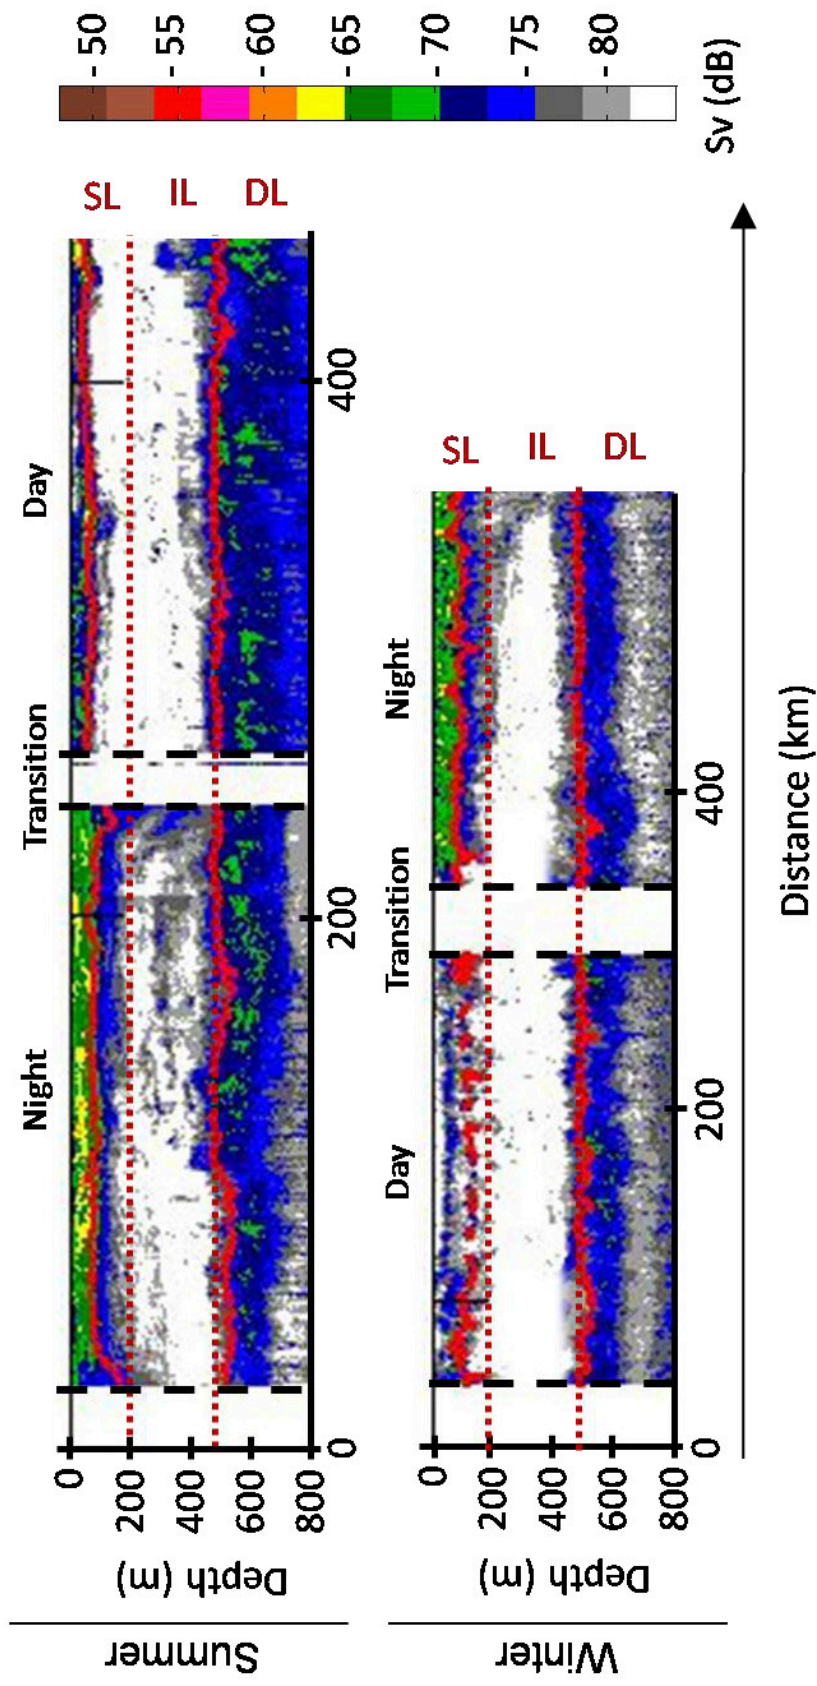 Summer
Depth (m)
0
200
400
600
800
Night
Transition
Day
SL
IL
DL
0
200
400
Winter
Depth (m)
0
200
400
600
800
Day
Transition
Night
SL
IL
DL
0
200
400
Distance (km)
- 50
- 55
- 60
- 65
- 70
- 75
- 80
Sv (dB)